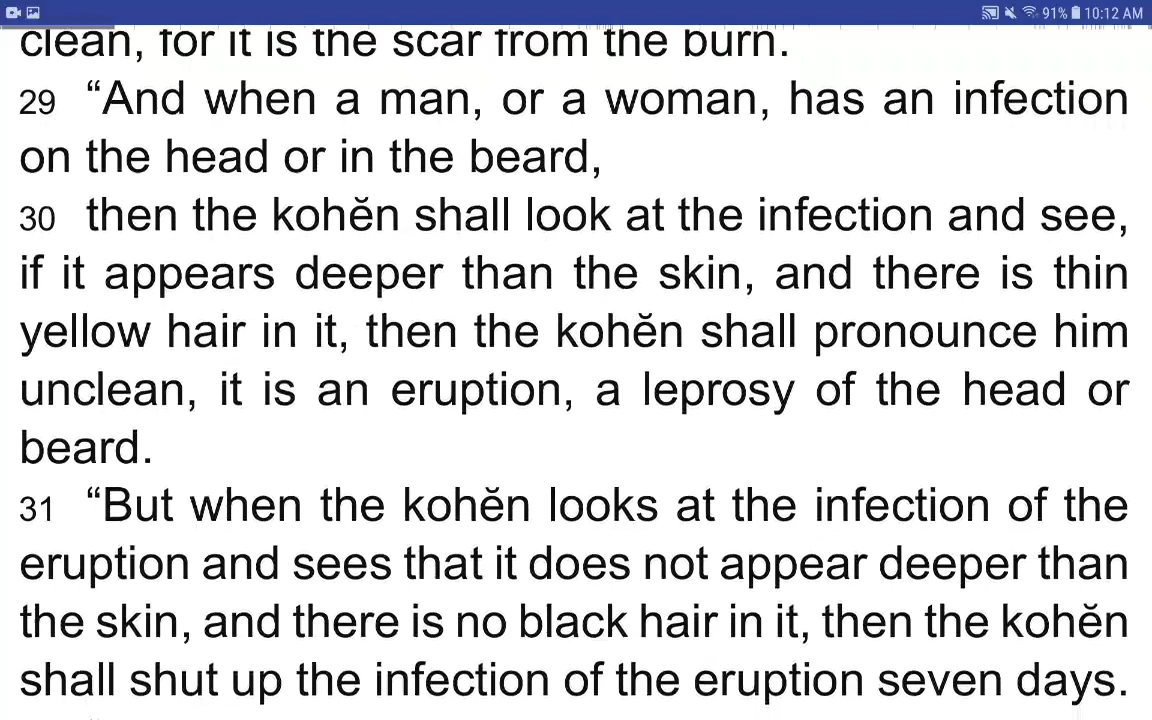 91% 10:12 AM
clean, for it is the scar from the burn.
29 “And when a man, or a woman, has an infection
on the head or in the beard,
30 then the kohĕn shall look at the infection and see,
if it appears deeper than the skin, and there is thin
yellow hair in it, then the kohĕn shall pronounce him
unclean, it is an eruption, a leprosy of the head or
beard.
31 “But when the kohĕn looks at the infection of the
eruption and sees that it does not appear deeper than
the skin, and there is no black hair in it, then the kohĕn
shall shut up the infection of the eruption seven days.